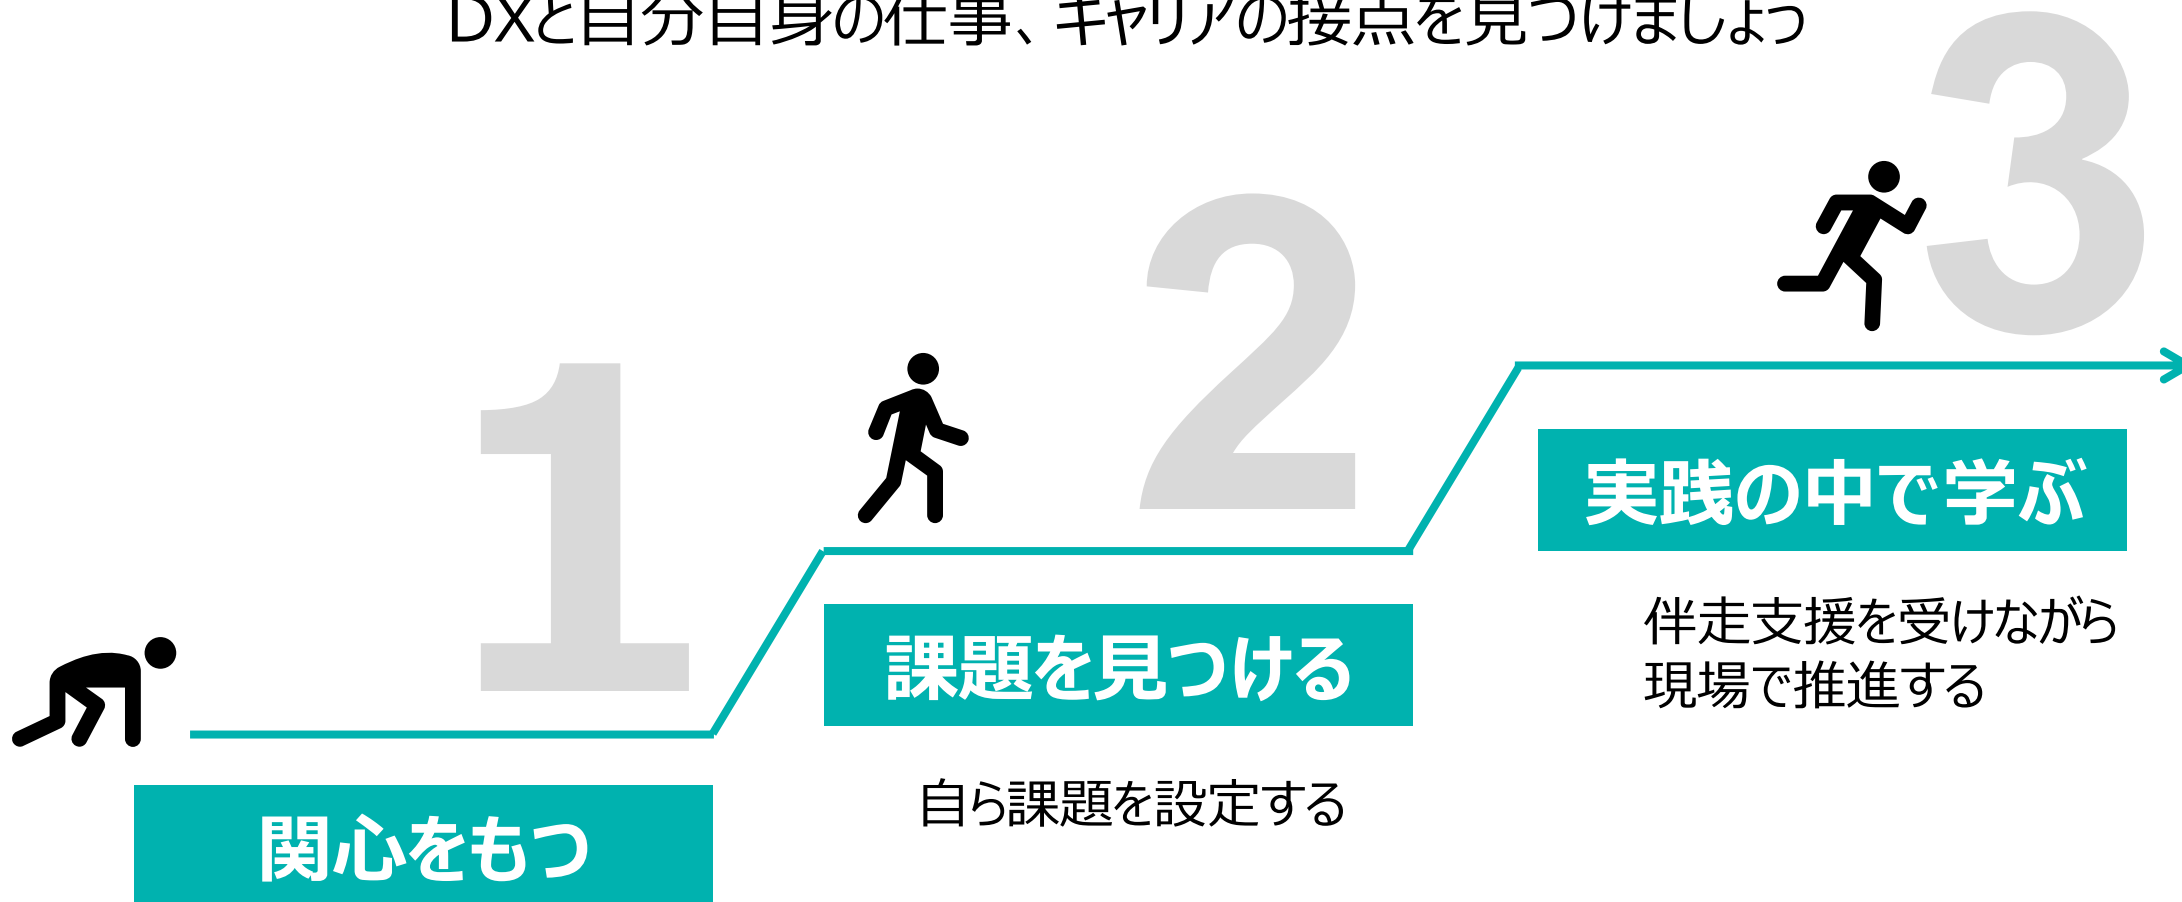 DXと自分自身の仕事、キャリアの接点を見つけましょう
1
関心をもつ
2
課題を見つける
自ら課題を設定する
3
実践の中で学ぶ
伴走支援を受けながら
現場で推進する